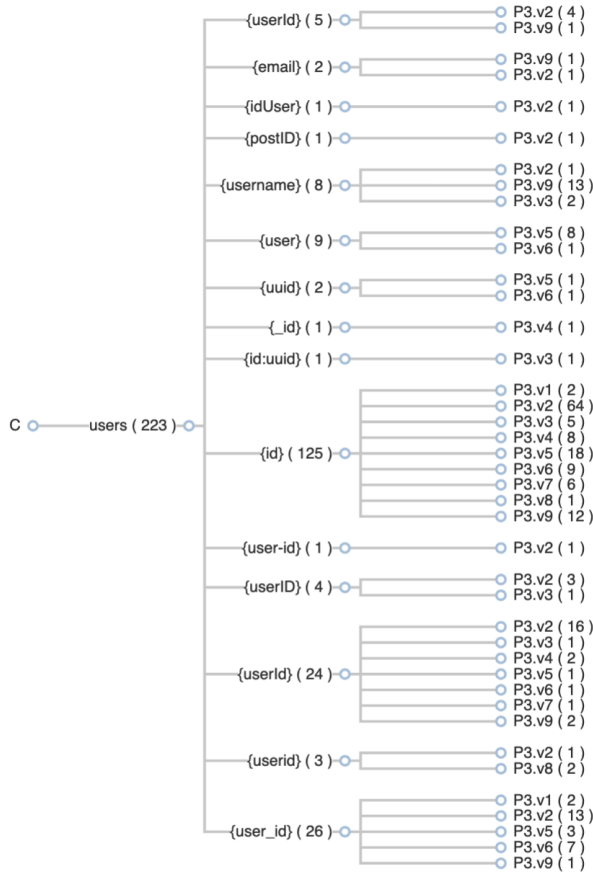 {userId} ( 5 )
P3.v2 ( 4 )
P3.v9 ( 1 )
{email} ( 2 )
P3.v9 ( 1 )
P3.v2 ( 1 )
{idUser} ( 1 )
P3.v2 ( 1 )
{postID} ( 1 )
P3.v2 ( 1 )
{username} ( 8 )
P3.v2 ( 1 )
P3.v9 ( 13 )
P3.v3 ( 2 )
{user} ( 9 )
P3.v5 ( 8 )
P3.v6 ( 1 )
{uuid} ( 2 )
P3.v5 ( 1 )
P3.v6 ( 1 )
{_id} ( 1 )
P3.v4 ( 1 )
{id:uuid} ( 1 )
P3.v3 ( 1 )
C
users ( 223 )
{id} ( 125 )
P3.v1 ( 2 )
P3.v2 ( 64 )
P3.v3 ( 5 )
P3.v4 ( 8 )
P3.v5 ( 18 )
P3.v6 ( 9 )
P3.v7 ( 6 )
P3.v8 ( 1 )
P3.v9 ( 12 )
{user-id} ( 1 )
P3.v2 ( 1 )
{userID} ( 4 )
P3.v2 ( 3 )
P3.v3 ( 1 )
{userId} ( 24 )
P3.v2 ( 16 )
P3.v3 ( 1 )
P3.v4 ( 2 )
P3.v5 ( 1 )
P3.v6 ( 1 )
P3.v7 ( 1 )
P3.v9 ( 2 )
{userid} ( 3 )
P3.v2 ( 1 )
P3.v8 ( 2 )
{user_id} ( 26 )
P3.v1 ( 2 )
P3.v2 ( 13 )
P3.v5 ( 3 )
P3.v6 ( 7 )
P3.v9 ( 1 )